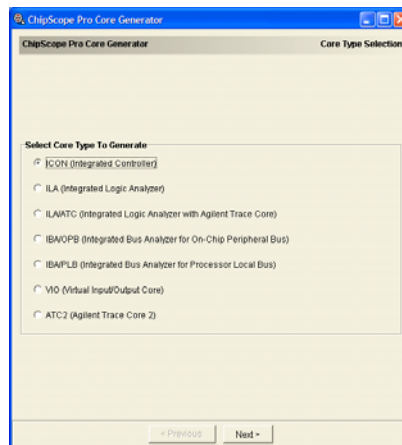 ChipScope Pro Core Generator
ChipScope Pro Core Generator Core Type Selection
Select Core Type To Generate
ICON (Integrated Controller)
ILA (Integrated Logic Analyzer)
ILA/ATC (Integrated Logic Analyzer with Agilent Trace Core)
IBA/OPB (Integrated Bus Analyzer for On-Chip Peripheral Bus)
IBA/PLB (Integrated Bus Analyzer for Processor Local Bus)
VIO (Virtual Input/Output Core)
ATC2 (Agilent Trace Core 2)
< Previous Next >